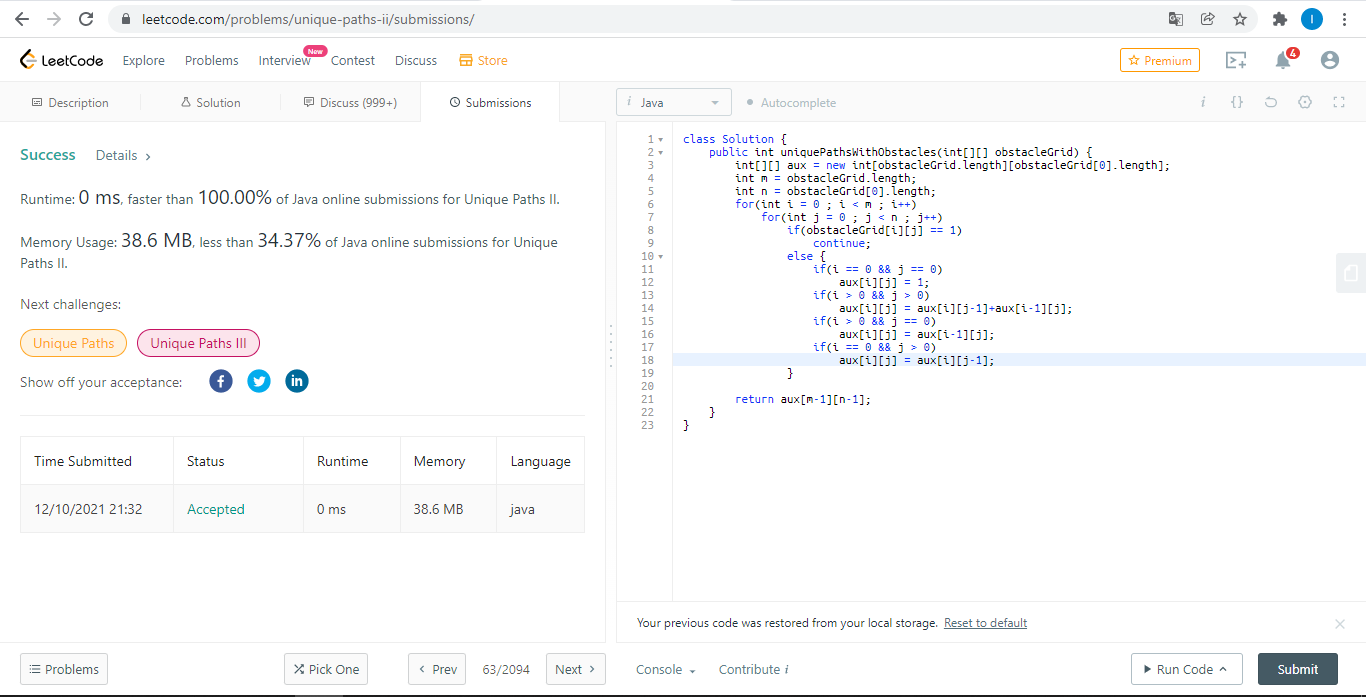 leetcode.com/problems/unique-paths-ii/submissions/
I
LeetCode Explore Problems Interview New Contest Discuss Store Premium 4
Description Solution Discuss (999+) Submissions
i Java Autocomplete i {}
Success Details >
Runtime: 0 ms, faster than 100.00% of Java online submissions for Unique Paths II.
Memory Usage: 38.6 MB, less than 34.37% of Java online submissions for Unique
Paths II.
Next challenges:
Unique Paths Unique Paths III
Show off your acceptance:
Time Submitted Status Runtime Memory Language
12/10/2021 21:32 Accepted 0 ms 38.6 MB java
1 class Solution {
2 public int uniquePathsWithObstacles(int[][] obstacleGrid) {
3 int[][] aux = new int[obstacleGrid.length][obstacleGrid[0].length];
4 int m = obstacleGrid.length;
5 int n = obstacleGrid[0].length;
6 for(int i = 0 ; i < m ; i++)
7 for(int j = 0 ; j < n ; j++)
8 if(obstacleGrid[i][j] == 1)
9 continue;
10 else {
11 if(i == 0 && j == 0)
12 aux[i][j] = 1;
13 if(i > 0 && j > 0)
14 aux[i][j] = aux[i][j-1]+aux[i-1][j];
15 if(i > 0 && j == 0)
16 aux[i][j] = aux[i-1][j];
17 if(i == 0 && j > 0)
18 aux[i][j] = aux[i][j-1];
19 }
20
21 return aux[m-1][n-1];
22 }
23 }
Your previous code was restored from your local storage. Reset to default
Problems Pick One < Prev 63/2094 Next > Console Contribute i Run Code Submit